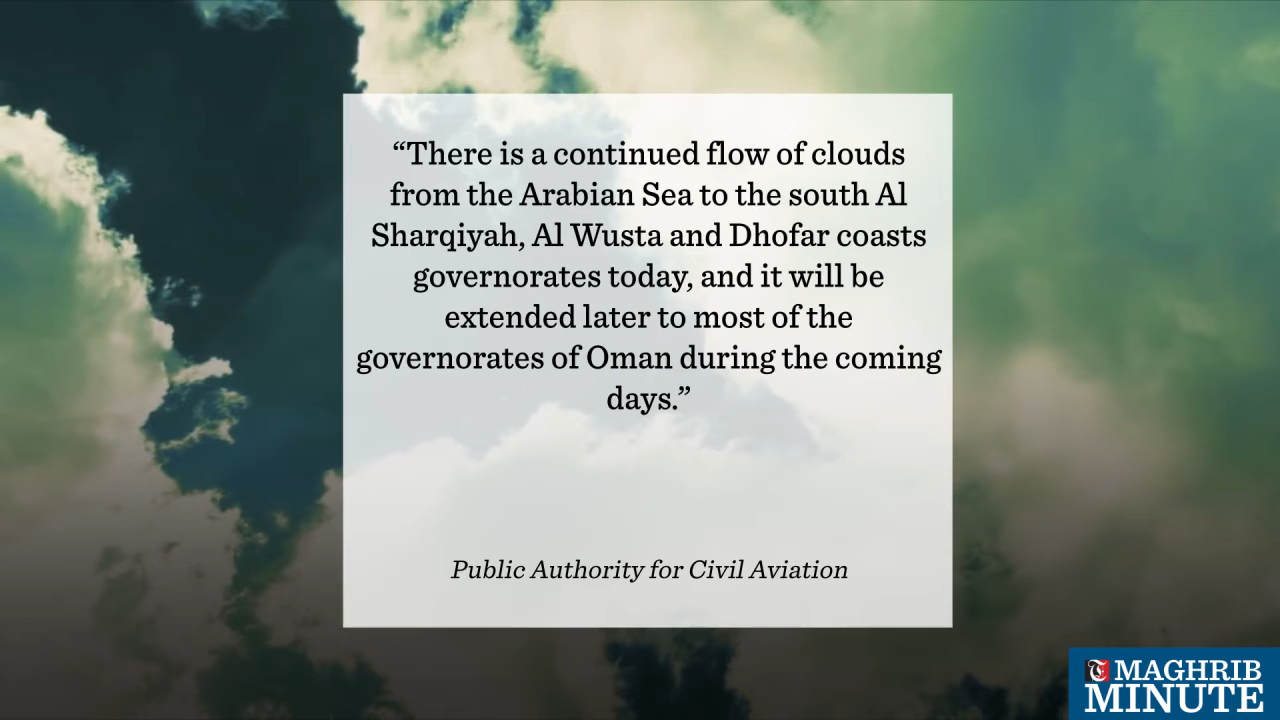 “There is a continued flow of clouds
from the Arabian Sea to the south Al
Sharqiyah, Al Wusta and Dhofar coasts
governorates today, and it will be
extended later to most of the
governorates of Oman during the coming
days.”
Public Authority for Civil Aviation
T MAGHRIB
MINUTE